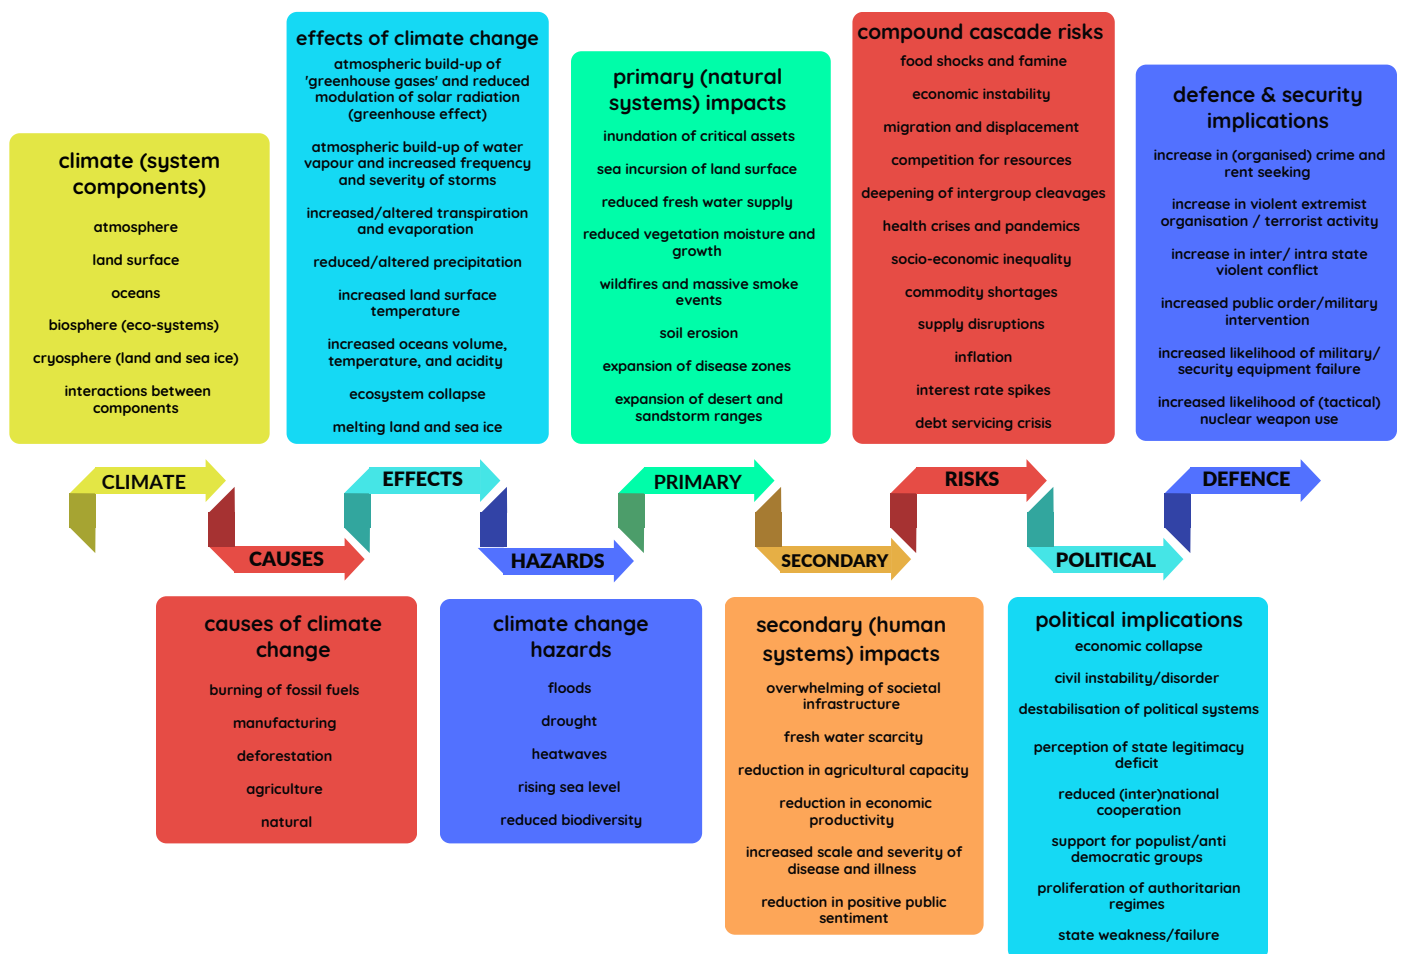 climate (system
components)
atmosphere
land surface
oceans
biosphere (eco-systems)
cryosphere (land and sea ice)
interactions between
components
effects of climate change
atmospheric build-up of
'greenhouse gases' and reduced
modulation of solar radiation
(greenhouse effect)
atmospheric build-up of water
vapour and increased frequency
and severity of storms
increased/altered transpiration
and evaporation
reduced/altered precipitation
increased land surface
temperature
increased oceans volume,
temperature, and acidity
ecosystem collapse
melting land and sea ice
primary (natural
systems) impacts
inundation of critical assets
sea incursion of land surface
reduced fresh water supply
reduced vegetation moisture and
growth
wildfires and massive smoke
events
soil erosion
expansion of disease zones
expansion of desert and
sandstorm ranges
compound cascade risks
food shocks and famine
economic instability
migration and displacement
competition for resources
deepening of intergroup cleavages
health crises and pandemics
socio-economic inequality
commodity shortages
supply disruptions
inflation
interest rate spikes
debt servicing crisis
defence & security
implications
increase in (organised) crime and
rent seeking
increase in violent extremist
organisation / terrorist activity
increase in inter/ intra state
violent conflict
increased public order/military
intervention
increased likelihood of military/
security equipment failure
increased likelihood of (tactical)
nuclear weapon use
CLIMATE
CAUSES
EFFECTS
HAZARDS
PRIMARY
SECONDARY
RISKS
POLITICAL
DEFENCE
causes of climate
change
burning of fossil fuels
manufacturing
deforestation
agriculture
natural
climate change
hazards
floods
drought
heatwaves
rising sea level
reduced biodiversity
secondary (human
systems) impacts
overwhelming of societal
infrastructure
fresh water scarcity
reduction in agricultural capacity
reduction in economic
productivity
increased scale and severity of
disease and illness
reduction in positive public
sentiment
political implications
economic collapse
civil instability/disorder
destabilisation of political systems
perception of state legitimacy
deficit
reduced (inter)national
cooperation
support for populist/anti
democratic groups
proliferation of authoritarian
regimes
state weakness/failure